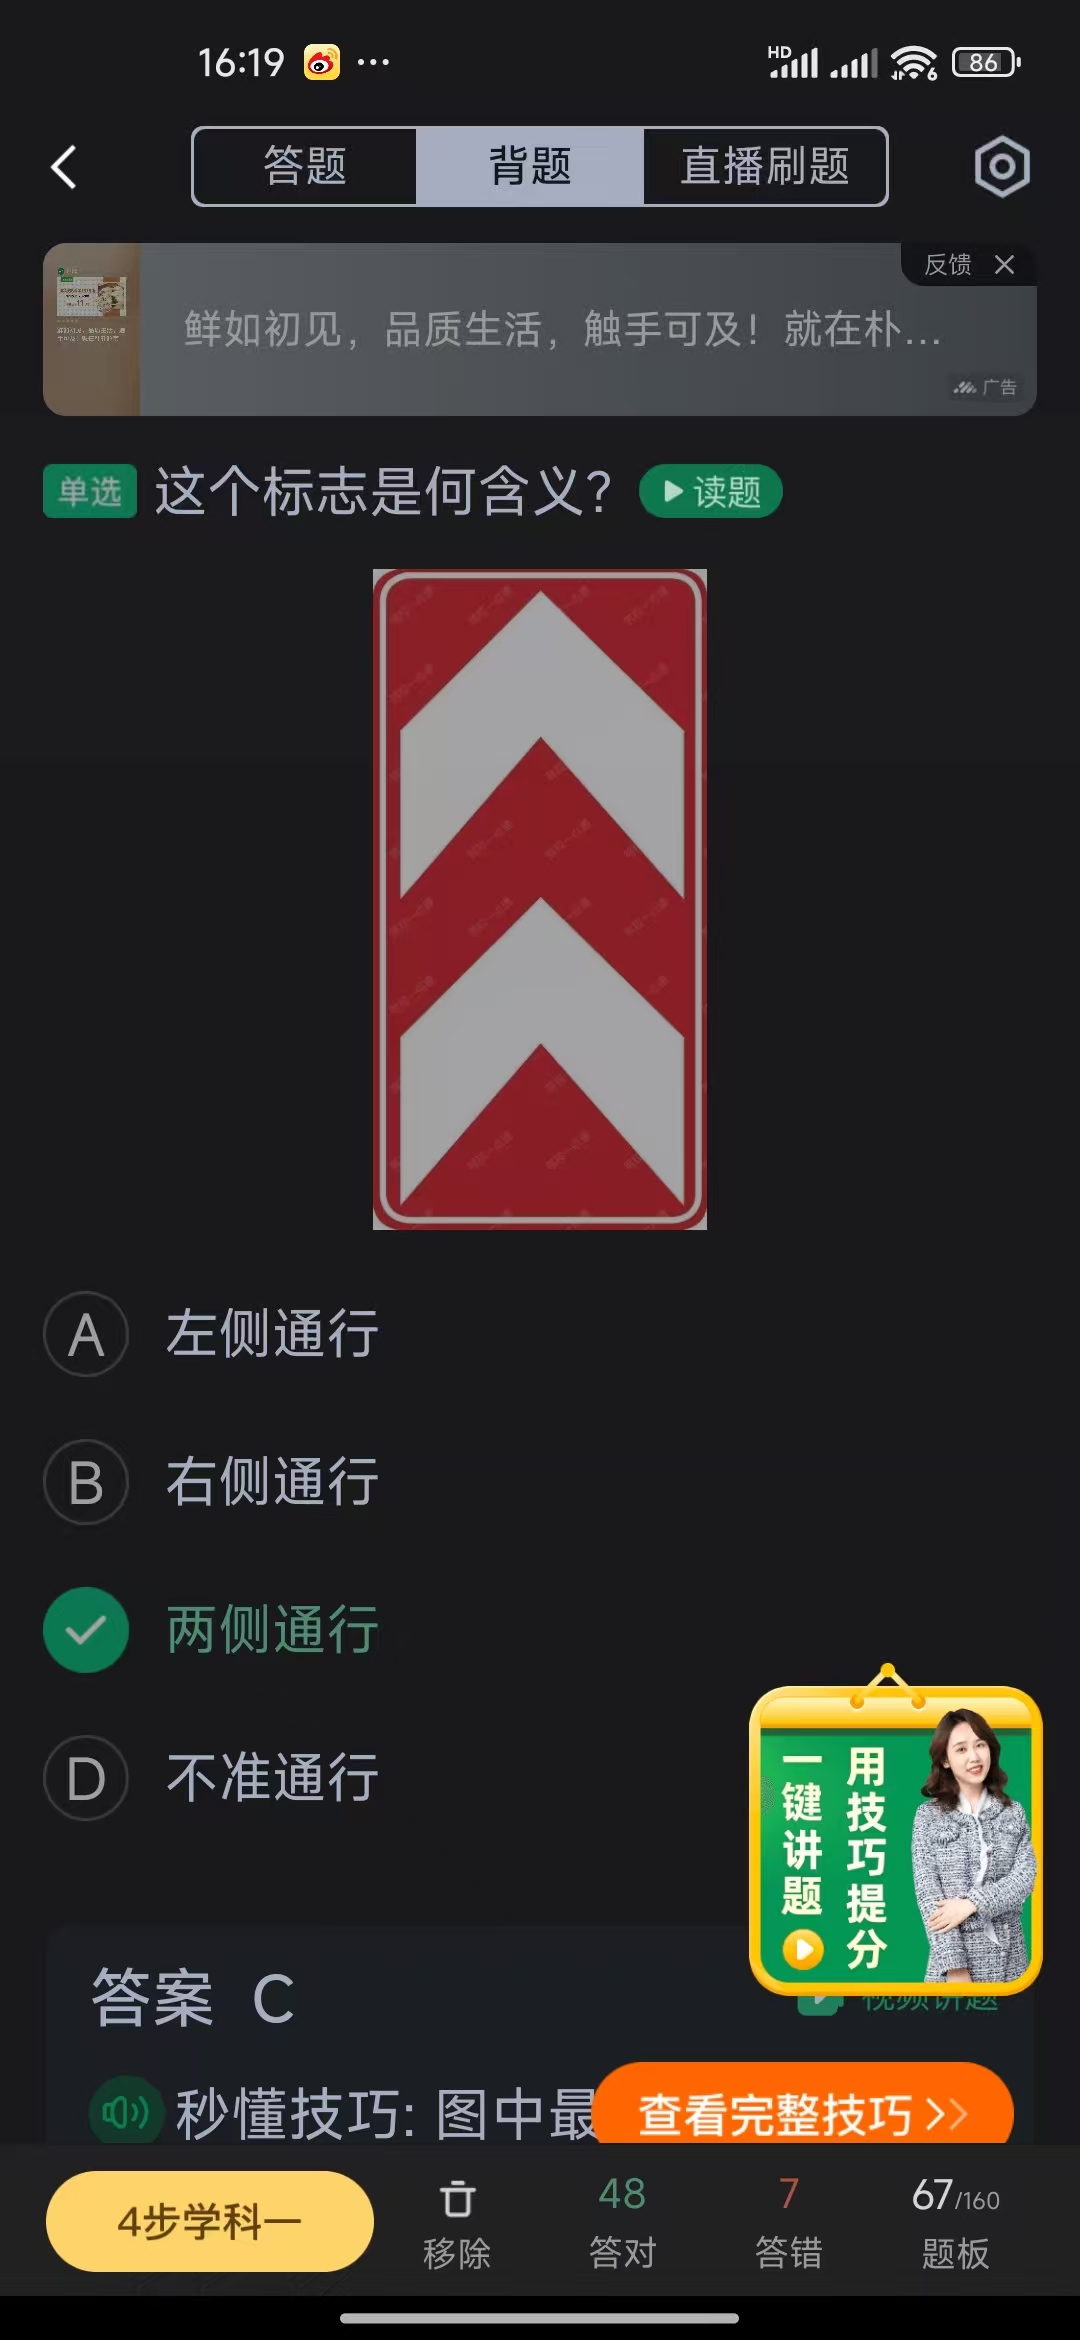 16:19 ...
HD 6 86
答题 背题 直播刷题
反馈
鲜如初见，品质生活，触手可及！就在朴...
广告
单选 这个标志是何含义？ 读题
A 左侧通行
B 右侧通行
两侧通行
D 不准通行
一键讲题
用技巧提分
答案 C
视频讲题
秒懂技巧: 图中最
查看完整技巧
4步学科一
移除
48 答对
7 答错
67/160 题板